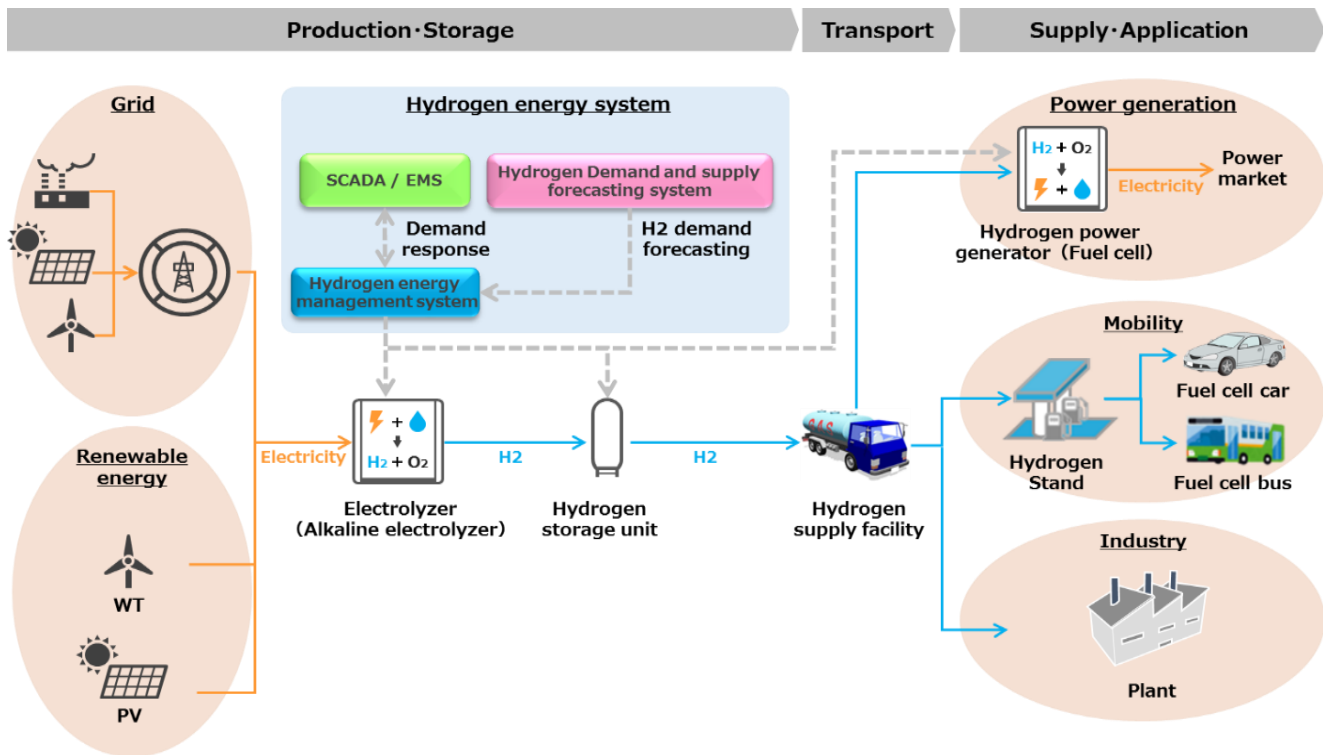 Production・Storage
Transport
Supply・Application
Grid
Hydrogen energy system
SCADA / EMS
Hydrogen Demand and supply
forecasting system
Demand
response
H2 demand
forecasting
Hydrogen energy
management system
Power generation
H₂ + O₂
+
Electricity
Power
market
Hydrogen power
generator（Fuel cell）
Renewable
energy
WT
PV
Electricity
+
H₂ + O₂
Electrolyzer
（Alkaline electrolyzer）
H2
Hydrogen
storage unit
H2
GAS
Hydrogen
supply facility
Mobility
Hydrogen
Stand
Fuel cell car
Fuel cell bus
Industry
Plant